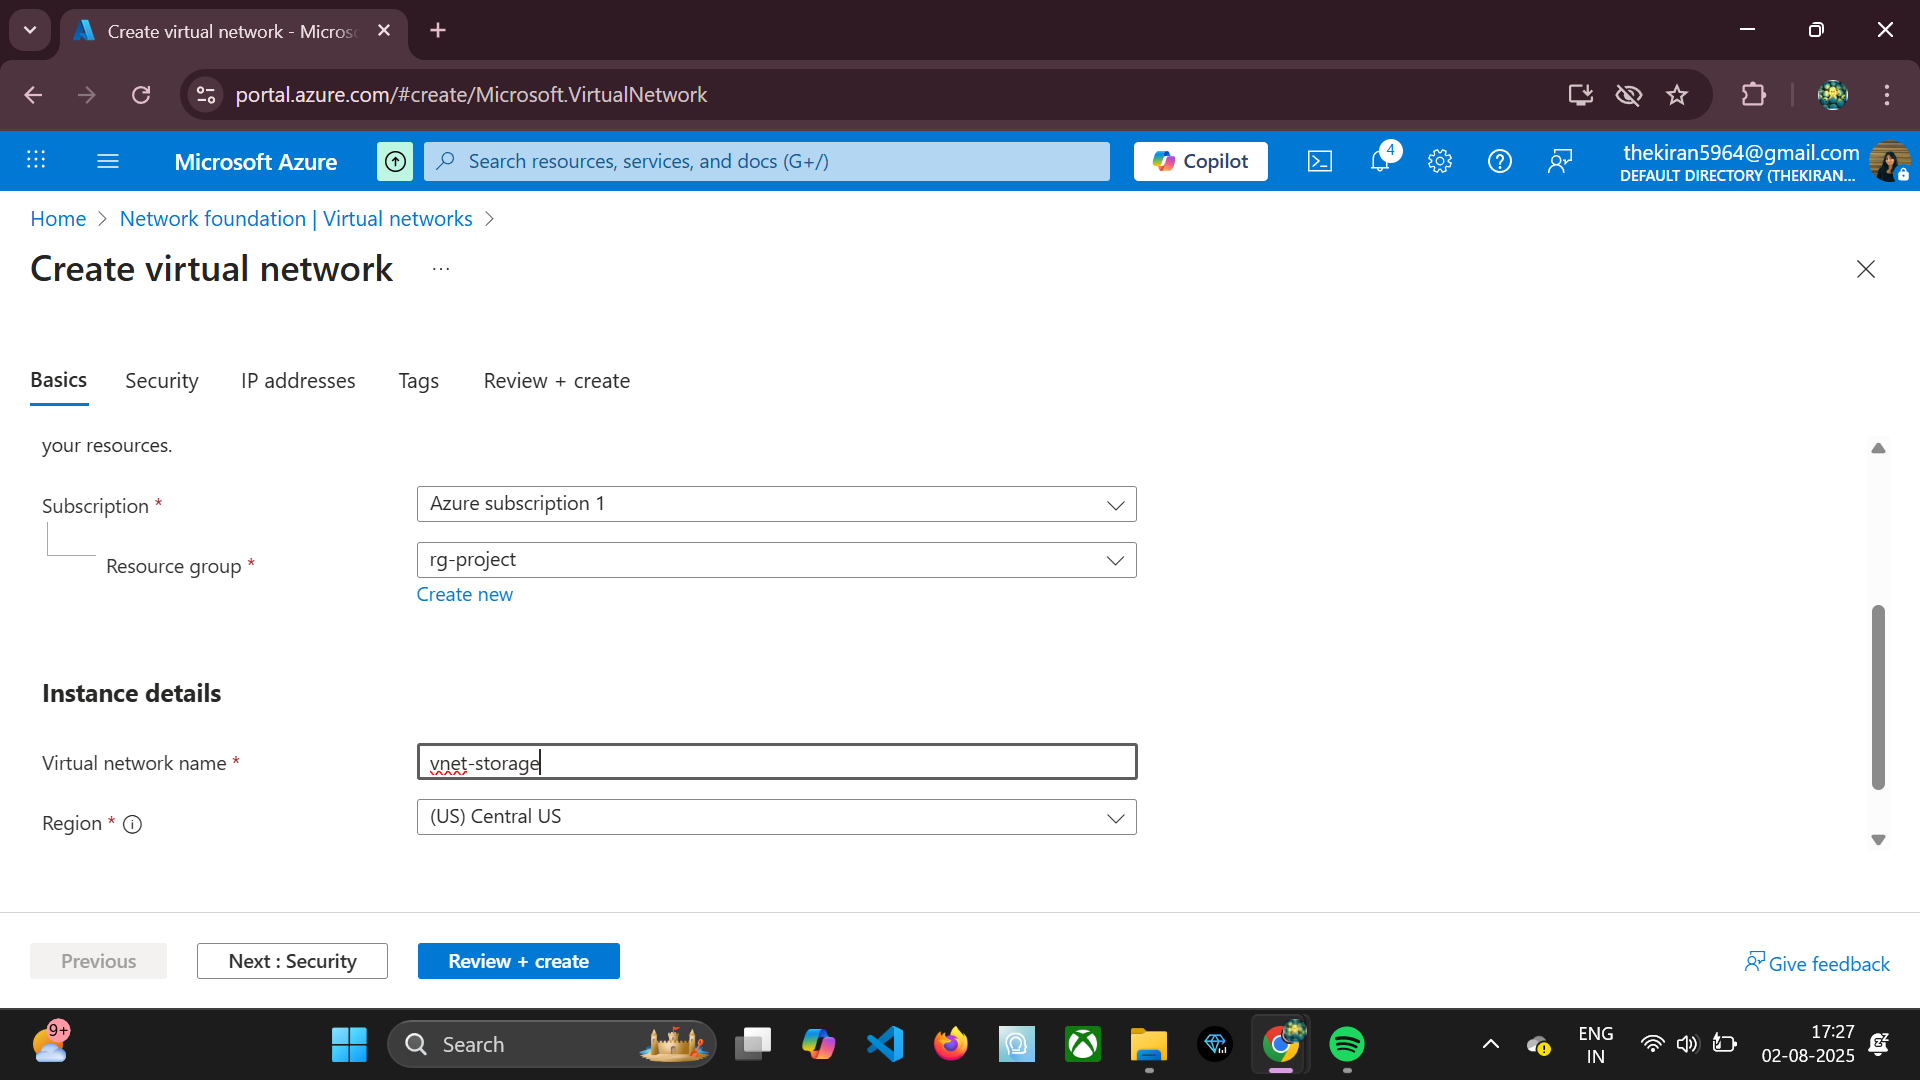 Create virtual network - Micros
portal.azure.com/#create/Microsoft.VirtualNetwork
Microsoft Azure
Search resources, services, and docs (G+/)
Copilot
4
thekiran5964@gmail.com
DEFAULT DIRECTORY (THEKIRAN...
Home > Network foundation | Virtual networks >
Create virtual network ...
Basics
Security
IP addresses
Tags
Review + create
your resources.
Subscription *
Azure subscription 1
Resource group *
rg-project
Create new
Instance details
Virtual network name *
vnet-storage
Region *
(US) Central US
Previous
Next : Security
Review + create
Give feedback
9+
Search
ENG
IN
17:27
02-08-2025